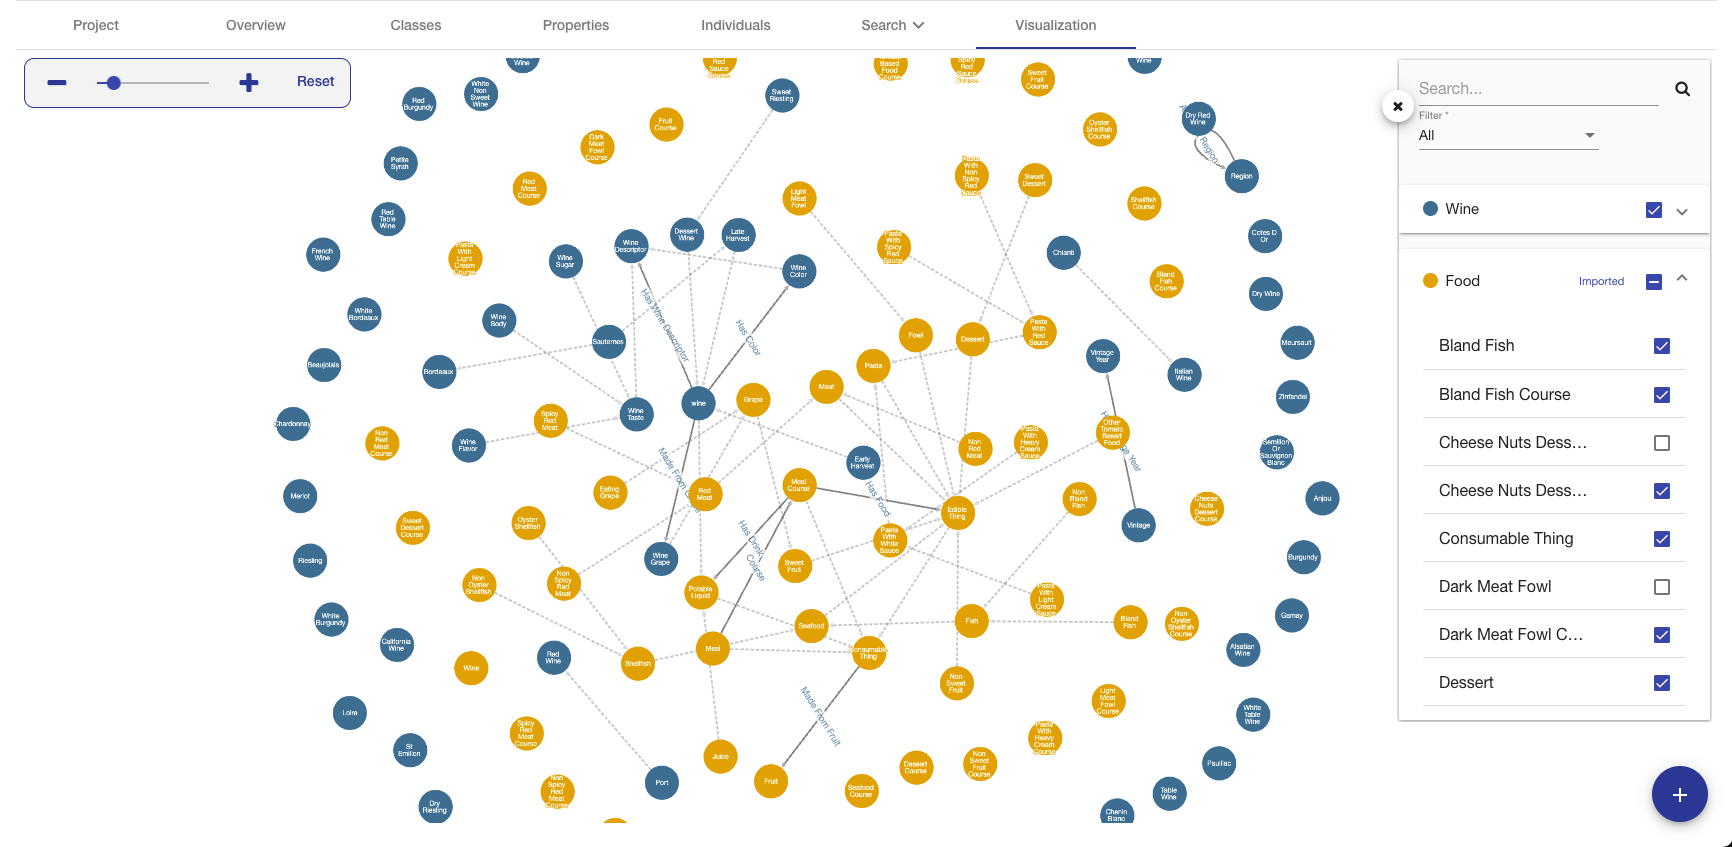 Project Overview Classes Properties Individuals Search Visualization
Reset
Search...
Filter *
All
Wine
Food Imported
Bland Fish
Bland Fish Course
Cheese Nuts Dess...
Cheese Nuts Dess...
Consumable Thing
Dark Meat Fowl
Dark Meat Fowl C...
Dessert
Wine
White
Non
Sweet
Wine
Red
Burgundy
Red
Sauce
Course
Based
Food
Course
Spicy
Red
Sauce
Course
Sweet
Fruit
Course
Wine
Sweet
Riesling
Dry Red
Wine
Fruit
Course
Oyster
Shellfish
Course
Dark
Meat
Fowl
Course
Petite
Syrah
Region
Region
Pasta
With
Non
Spicy
Red
Sauce
Sweet
Dessert
Red
Meat
Course
Light
Meat
Fowl
Shellfish
Course
Red
Table
Wine
Dessert
Wine
Late
Harvest
Wine
Descriptor
Pasta
With
Spicy
Red
Sauce
Cotes D
Or
French
Wine
Pasta
With
Light
Cream
Course
Wine
Sugar
Wine
Color
Chianti
Bland
Fish
Course
Dry Wine
White
Bordeaux
Wine
Body
Has Wine Descriptor
Has Color
Sauternes
Fowl
Dessert
Pasta
With
Red
Sauce
Meursault
Beaujolais
Bordeaux
Pasta
Vintage
Year
Italian
Wine
Meat
Zinfandel
wine
Grape
Wine
Taste
Chardonnay
Spicy
Red
Meat
Non
Red
Meat
Course
Wine
Flavor
Other
Tomato
Based
Food
Pasta
With
Heavy
Cream
Sauce
Non
Red
Meat
Semillon
Or
Sauvignon
Blanc
Early
Harvest
Made From G
ge Year
Merlot
Eating
Grape
Red
Meat
Meal
Course
Has Food
Edible
Thing
Non
Bland
Fish
Anjou
Cheese
Nuts
Dessert
Course
Sweet
Dessert
Course
Oyster
Shellfish
Vintage
Has Drink
Course
Pasta
With
White
Sauce
Riesling
Wine
Grape
Sweet
Fruit
Burgundy
Non
Oyster
Shellfish
Non
Spicy
Red
Meat
Potable
Liquid
Pasta
With
Light
Cream
Sauce
White
Burgundy
Seafood
Fish
Bland
Fish
Non
Oyster
Shellfish
Course
Gamay
California
Wine
Red
Wine
Shellfish
Meal
Consumable
Thing
Alsatian
Wine
Wine
Non
Sweet
Fruit
Light
Meat
Fowl
Course
Loire
Made From Fruit
White
Table
Wine
Spicy
Red
Meat
Course
Pasta
With
Heavy
Cream
Course
St
Emilion
Juice
Dessert
Course
Non
Sweet
Fruit
Course
Pauillac
Port
Fruit
Non
Spicy
Red
Meat
Course
Seafood
Course
Table
Wine
Dry
Riesling
Chenin
Blanc